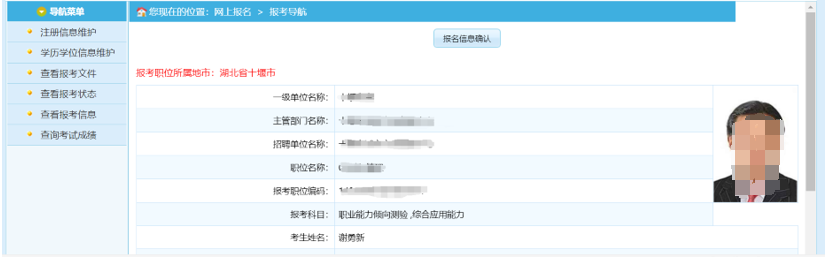 导航菜单
注册信息维护
学历学位信息维护
查看报考文件
查看报考状态
查看报考信息
查询考试成绩
您现在的位置：网上报名 > 报考导航
报名信息确认
报考职位所属地市：湖北省十堰市
一级单位名称：
主管部门名称：
招聘单位名称：
职位名称：
报考职位编码：
报考科目： 职业能力倾向测验 ,综合应用能力
考生姓名： 谢勇新